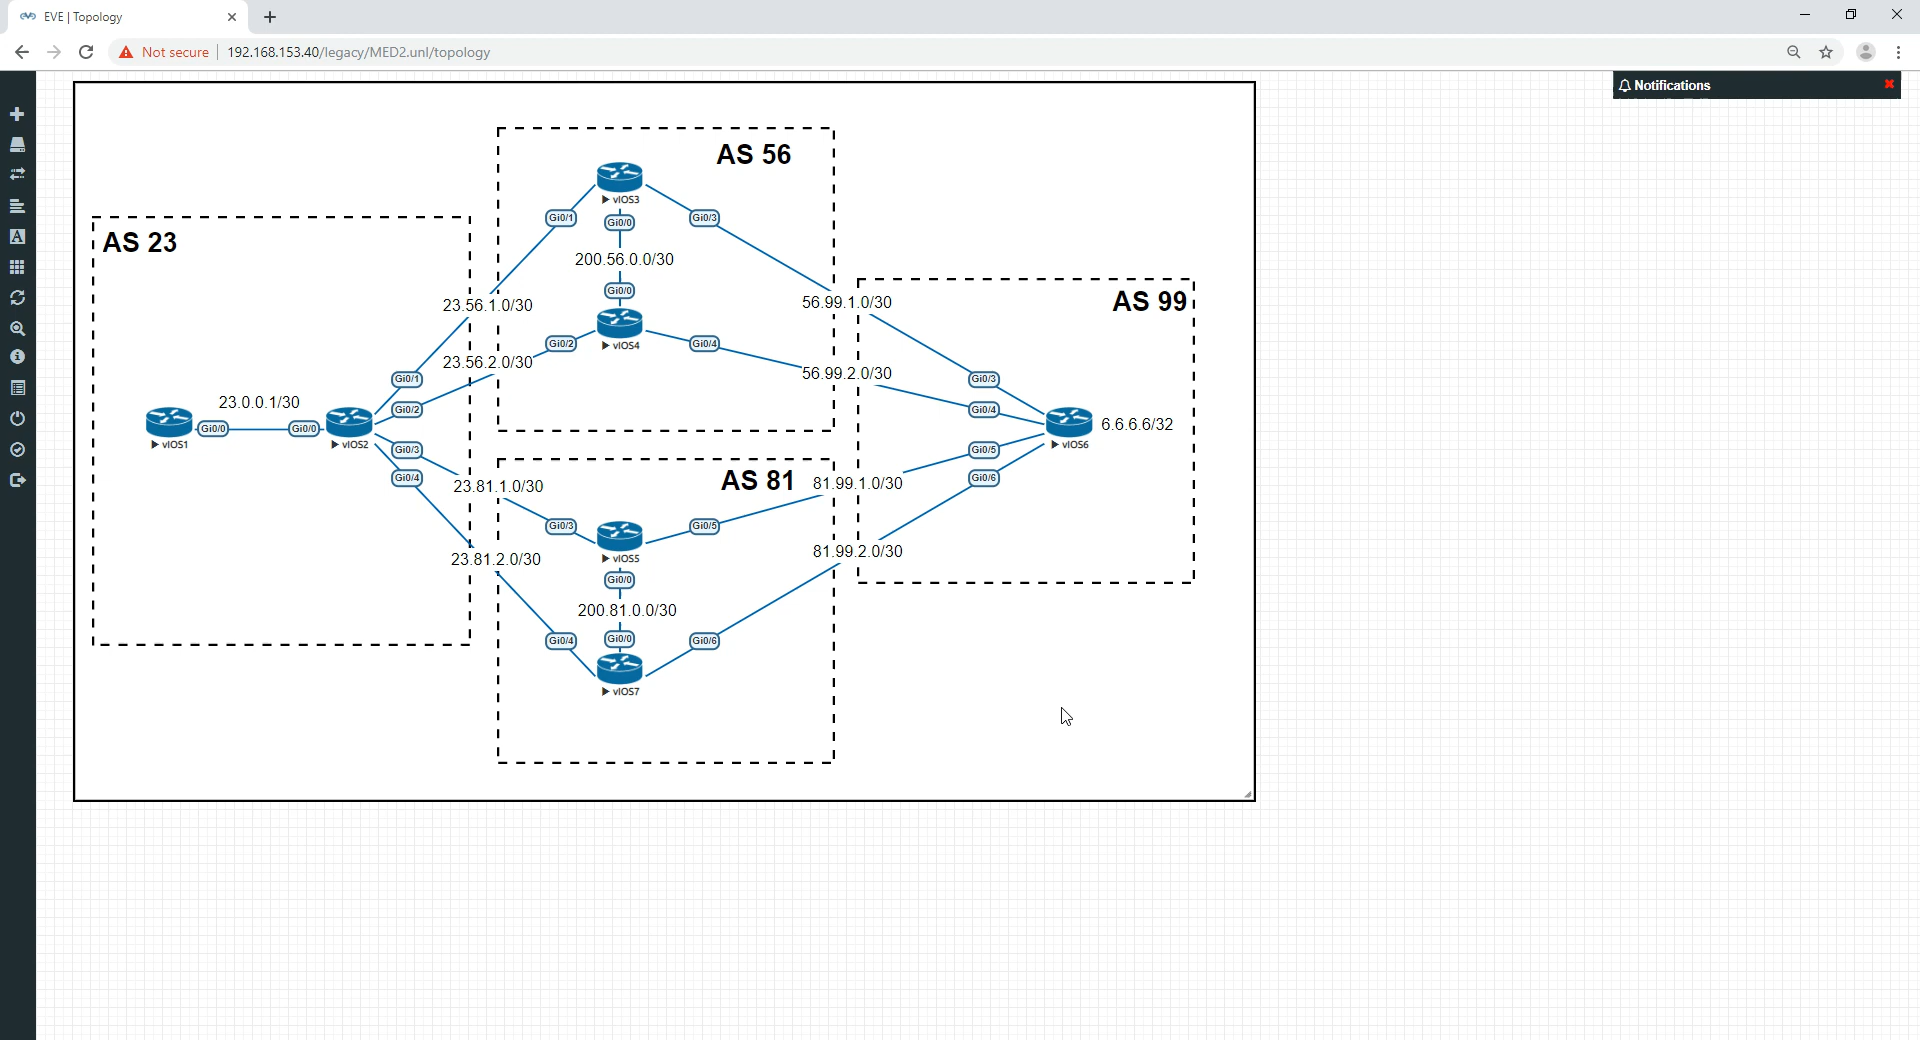 EVE | Topology
Not secure
192.168.153.40/legacy/MED2.unl/topology
Notifications
AS 56
vIOS3
Gi0/1
Gi0/0
Gi0/3
200.56.0.0/30
Gi0/0
vIOS4
Gi0/2
Gi0/4
AS 23
23.56.1.0/30
23.56.2.0/30
Gi0/1
Gi0/2
23.0.0.1/30
vIOS1
Gi0/0
Gi0/0
vIOS2
Gi0/3
Gi0/4
23.81.1.0/30
23.81.2.0/30
56.99.1.0/30
56.99.2.0/30
AS 99
Gi0/3
Gi0/4
vIOS6
6.6.6.6/32
Gi0/5
Gi0/6
AS 81
81.99.1.0/30
81.99.2.0/30
Gi0/3
vIOS5
Gi0/5
Gi0/0
200.81.0.0/30
Gi0/4
Gi0/0
Gi0/6
vIOS7